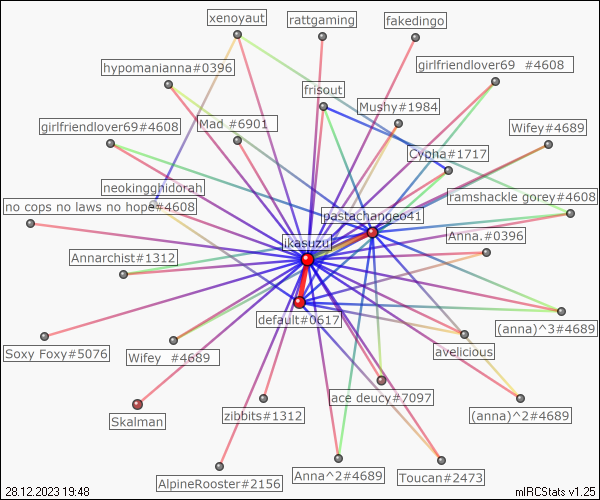 xenoyaut
rattgaming
fakedingo
hypomanianna#0396
girlfriendlover69 #4608
frisout
Mushy#1984
girlfriendlover69#4608
Mad #6901
Wifey#4689
Cypha#1717
neokingghidorah
ramshackle gorey#4608
no cops no laws no hope#4608
pastachangeo41
Anna.#0396
ikasuzu
Annarchist#1312
default#0617
(anna)^3#4689
Soxy Foxy#5076
Wifey #4689
avelicious
ace deucy#7097
Skalman
zibbits#1312
(anna)^2#4689
AlpineRooster#2156
Anna^2#4689
Toucan#2473
28.12.2023 19:48
mIRCStats v1.25